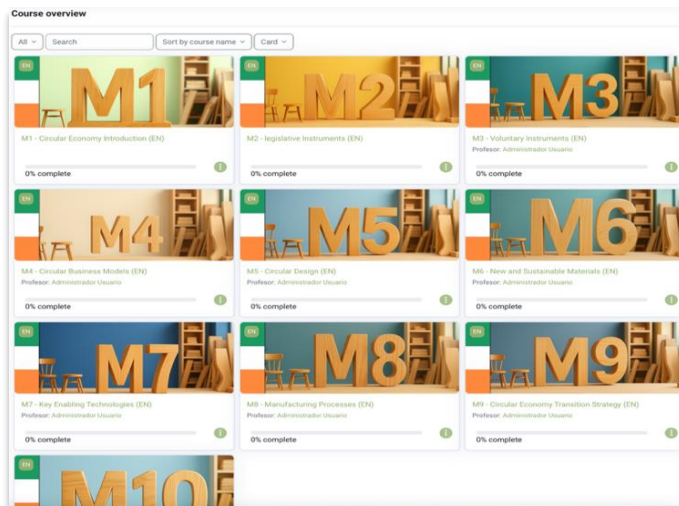 Course overview
All Search Sort by course name Card
EN EN EN
M1 M2 M3
M1 - Circular Economy Introduction (EN) M2 - legislative Instruments (EN) M3 - Voluntary Instruments (EN)
Profesor: Administrador Usuario
0% complete 0% complete 0% complete
EN EN EN
M4 M5 M6
M4 - Circular Business Models (EN) M5 - Circular Design (EN) M6 - New and Sustainable Materials (EN)
Profesor: Administrador Usuario Profesor: Administrador Usuario Profesor: Administrador Usuario
0% complete 0% complete 0% complete
EN EN EN
M7 M8 M9
M7 - Key Enabling Technologies (EN) M8 - Manufacturing Processes (EN) M9 - Circular Economy Transition Strategy (EN)
Profesor: Administrador Usuario Profesor: Administrador Usuario Profesor: Administrador Usuario
0% complete 0% complete 0% complete
EN
M10